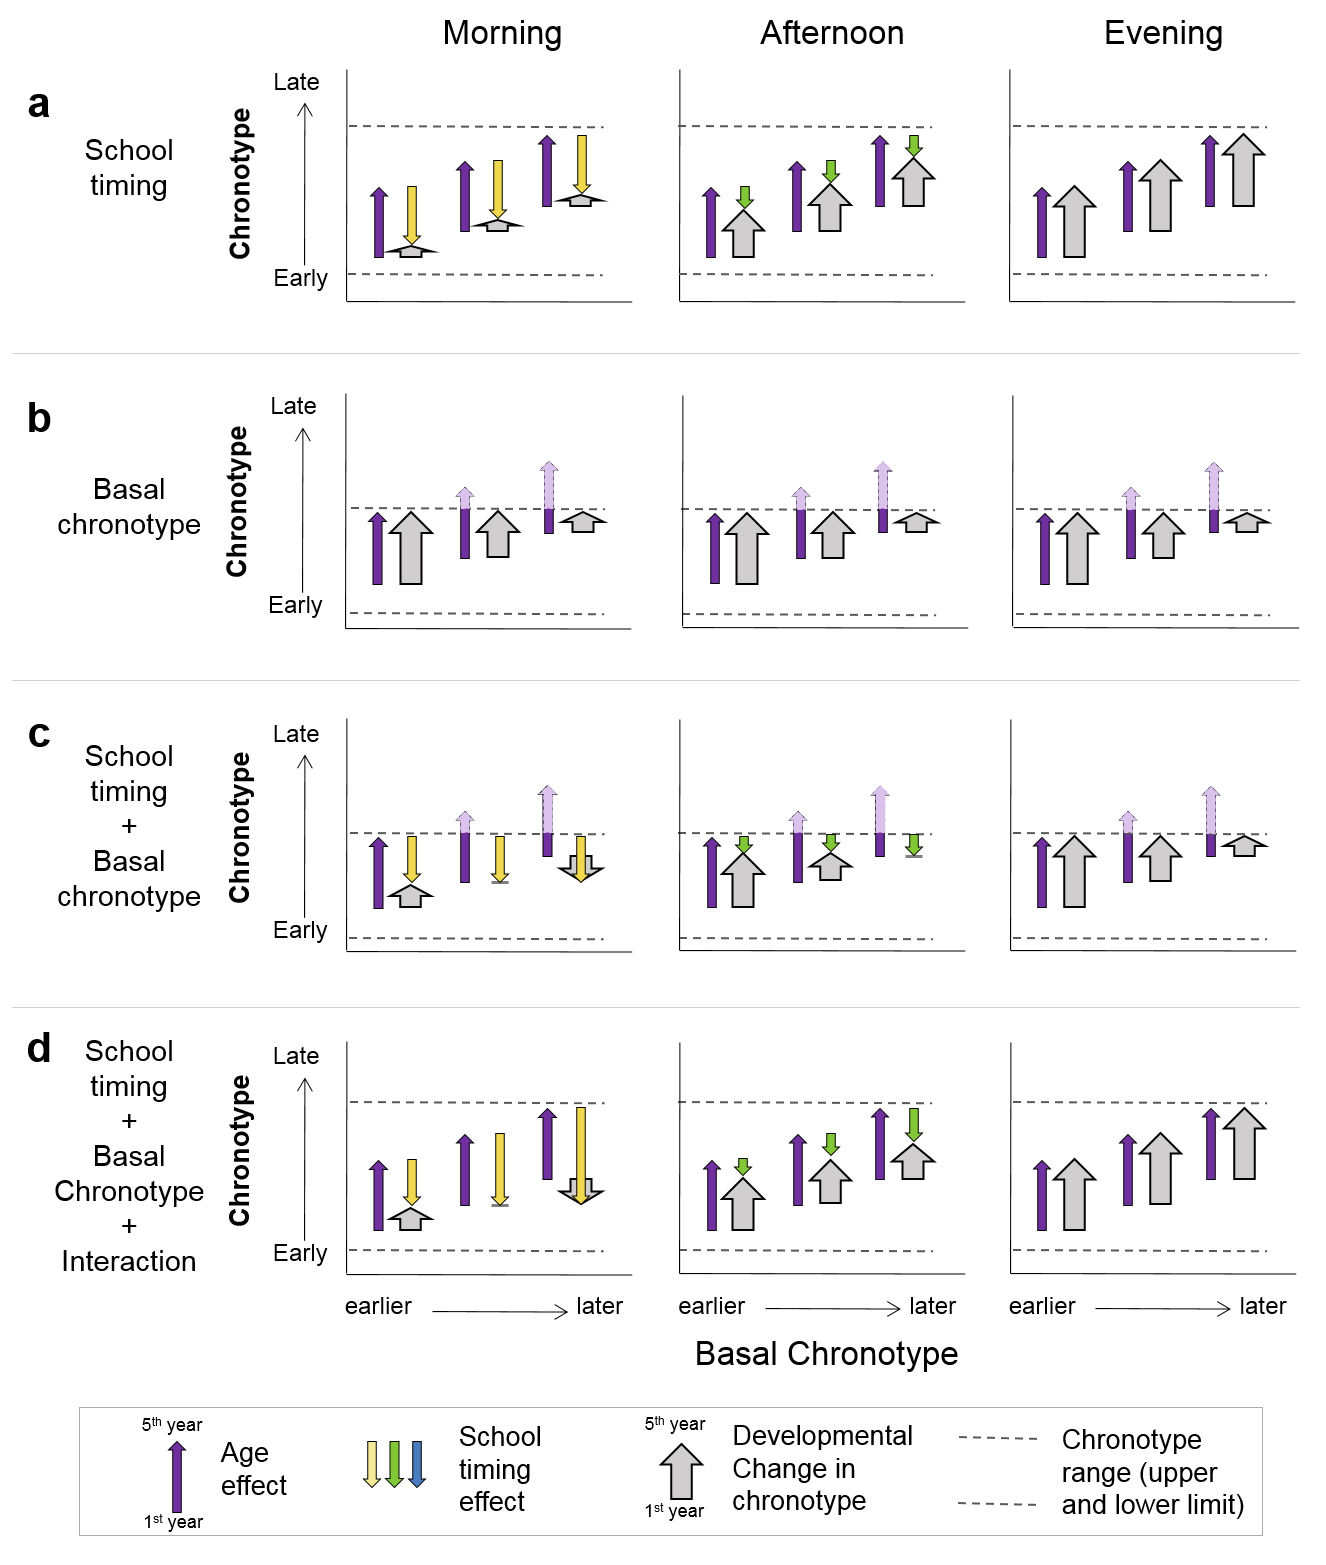 Morning
Afternoon
Evening
a
School
timing
Chronotype
Late
Early
b
Basal
chronotype
Chronotype
Late
Early
c
School
timing
+
Basal
chronotype
Chronotype
Late
Early
d
School
timing
+
Basal
Chronotype
+
Interaction
Chronotype
Late
Early
earlier
later
earlier
later
earlier
later
Basal Chronotype
5th year
1st year
Age
effect
School
timing
effect
5th year
1st year
Developmental
Change in
chronotype
Chronotype
range (upper
and lower limit)